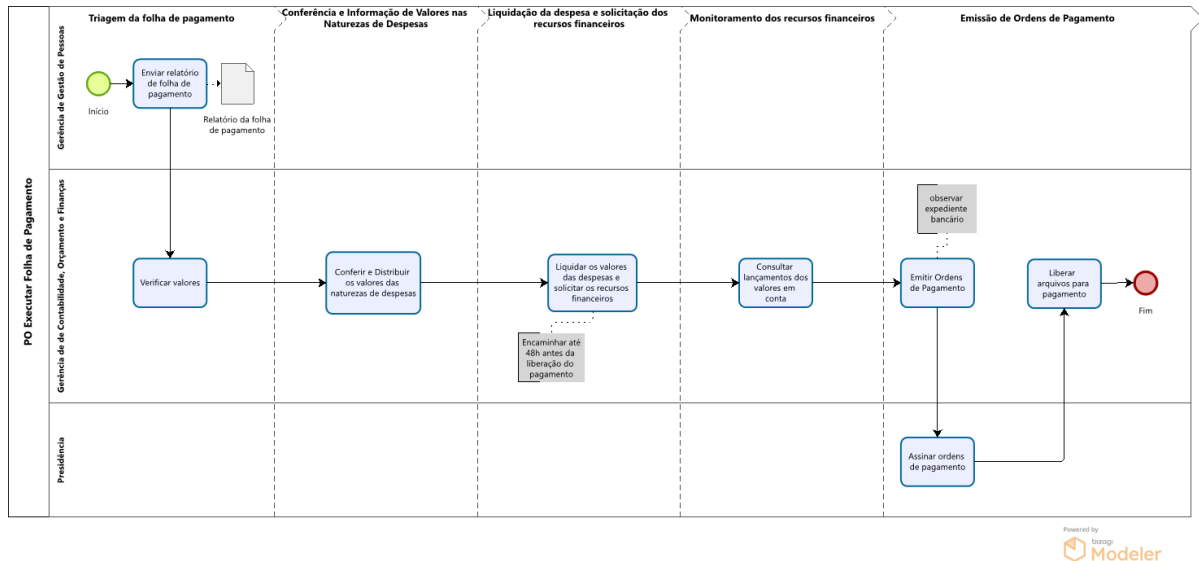 Triagem da folha de pagamento
Conferência e Informação de Valores nas
Naturezas de Despesas
Liquidação da despesa e solicitação dos
recursos financeiros
Monitoramento dos recursos financeiros
Emissão de Ordens de Pagamento
PO Executar Folha de Pagamento
Gerência de Gestão de Pessoas
Início
Enviar relatório
de folha de
pagamento
Relatório da folha
de pagamento
Gerência de de Contabilidade, Orçamento e Finanças
Verificar valores
Conferir e Distribuir
os valores das
naturezas de despesas
Liquidar os valores
das despesas e
solicitar os recursos
financeiros
Encaminhar até
48h antes da
liberação do
pagamento
Consultar
lançamentos dos
valores em
conta
observar
expediente
bancário
Emitir Ordens
de Pagamento
Liberar
arquivos para
pagamento
Fim
Presidência
Assinar ordens
de pagamento
Powered by
bizagi
Modeler